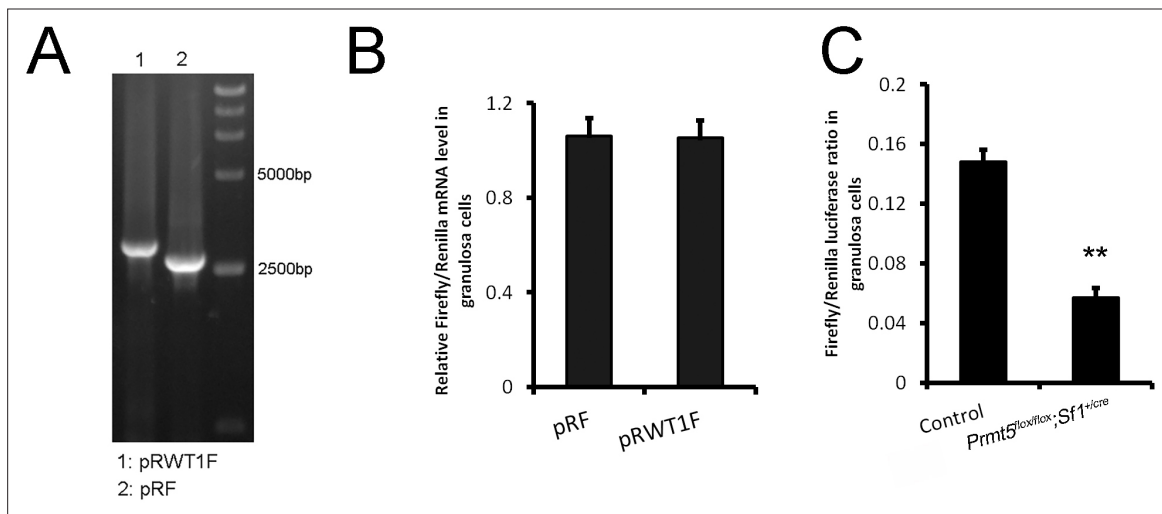 A
1 2
5000bp
2500bp
1: pRWT1F
2: pRF
B
Relative Firefly/Renilla mRNA level in
granulosa cells
1.2
0.8
0.4
0
pRF
pRWT1F
C
Firefly/Renilla luciferase ratio in
granulosa cells
0.2
0.16
0.12
0.08
0.04
0
**
Control
Prmt5flox/flox;Sf1+/cre